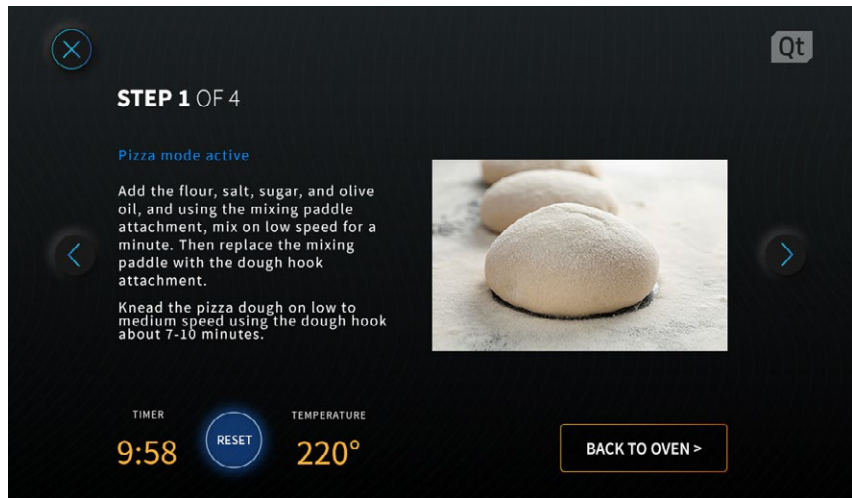 Qt
STEP 1 OF 4
Pizza mode active
Add the flour, salt, sugar, and olive
oil, and using the mixing paddle
attachment, mix on low speed for a
minute. Then replace the mixing
paddle with the dough hook
attachment.
Knead the pizza dough on low to
medium speed using the dough hook
about 7-10 minutes.
TIMER
9:58
RESET
TEMPERATURE
220°
BACK TO OVEN >